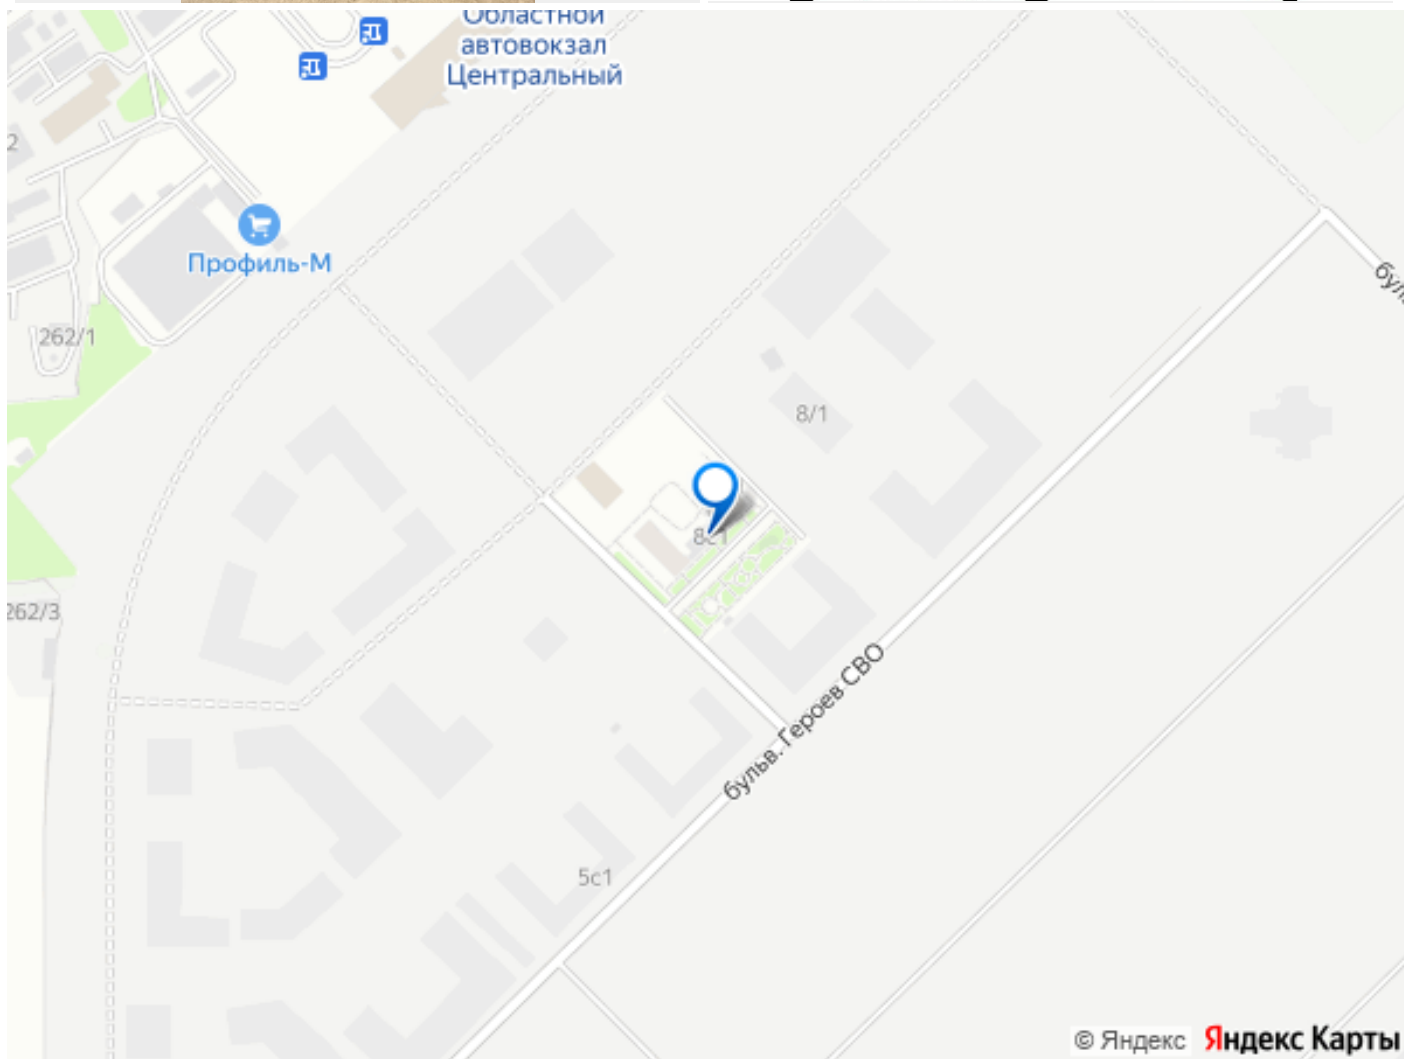 Областной
автовокзал
Центральный
2
Профиль-М
262/1
8/1
8с1
262/3
бульв. Героев СВО
5с1
© Яндекс Яндекс Карты